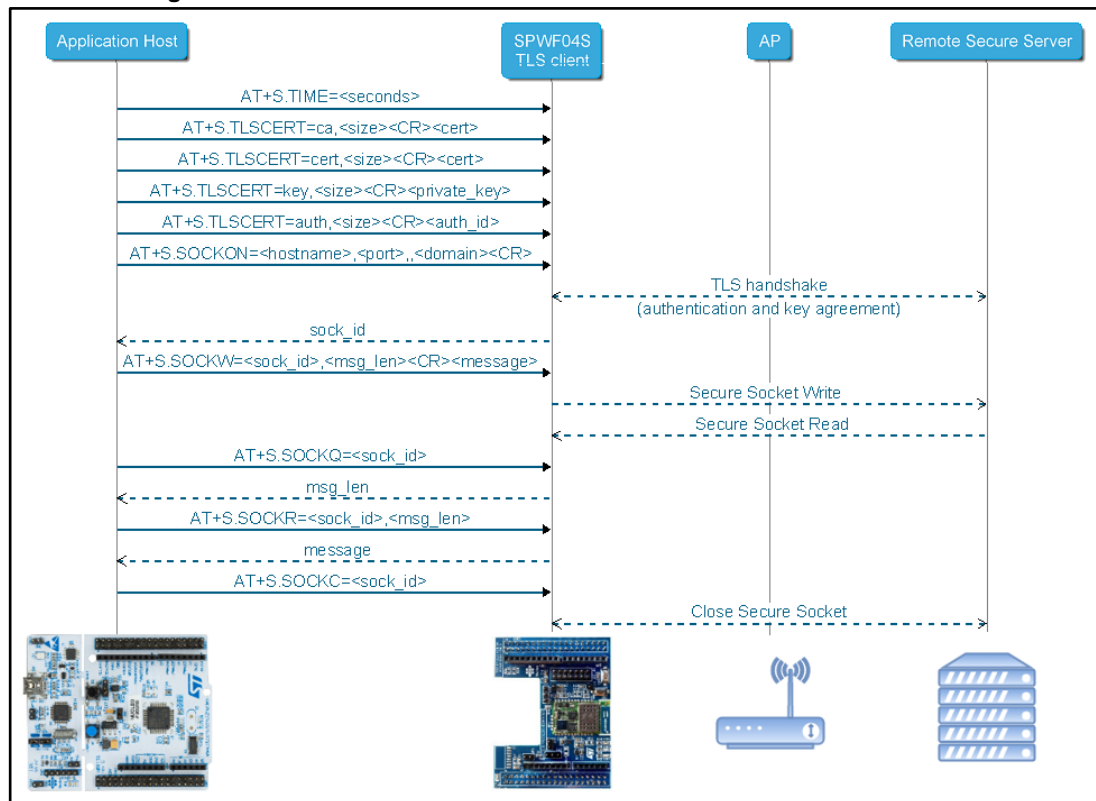 Application Host
SPWF04S
TLS client
AP
Remote Secure Server
AT+S.TIME=<seconds>
AT+S.TLSCERT=ca,<size><CR><cert>
AT+S.TLSCERT=cert,<size><CR><cert>
AT+S.TLSCERT=key,<size><CR><private_key>
AT+S.TLSCERT=auth,<size><CR><auth_id>
AT+S.SOCKON=<hostname>,<port>,,<domain><CR>
TLS handshake
(authentication and key agreement)
sock_id
AT+S.SOCKW=<sock_id>,<msg_len><CR><message>
Secure Socket Write
Secure Socket Read
AT+S.SOCKQ=<sock_id>
msg_len
AT+S.SOCKR=<sock_id>,<msg_len>
message
AT+S.SOCKC=<sock_id>
Close Secure Socket